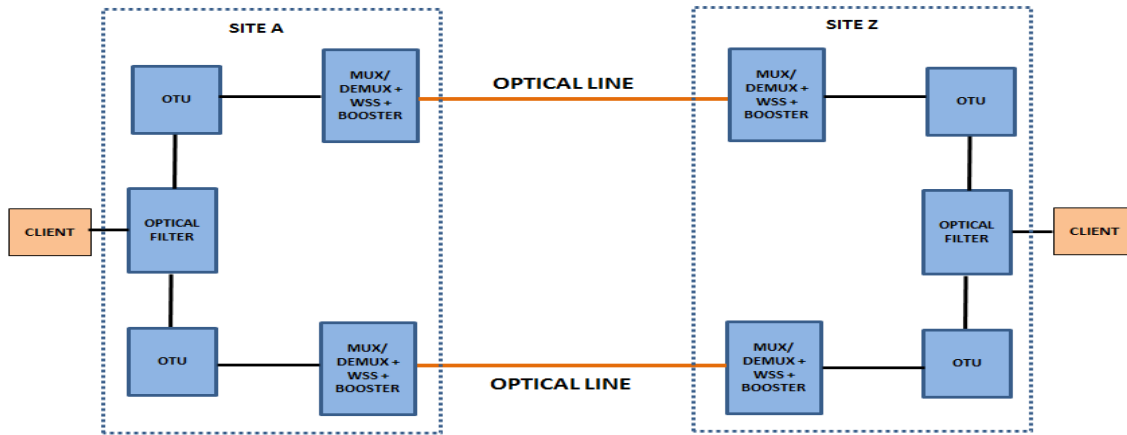 SITE A
SITE Z
OTU
MUX/
DEMUX +
WSS +
BOOSTER
OPTICAL LINE
MUX/
DEMUX +
WSS +
BOOSTER
OTU
CLIENT
OPTICAL
FILTER
OPTICAL
FILTER
CLIENT
OTU
MUX/
DEMUX +
WSS +
BOOSTER
OPTICAL LINE
MUX/
DEMUX +
WSS +
BOOSTER
OTU